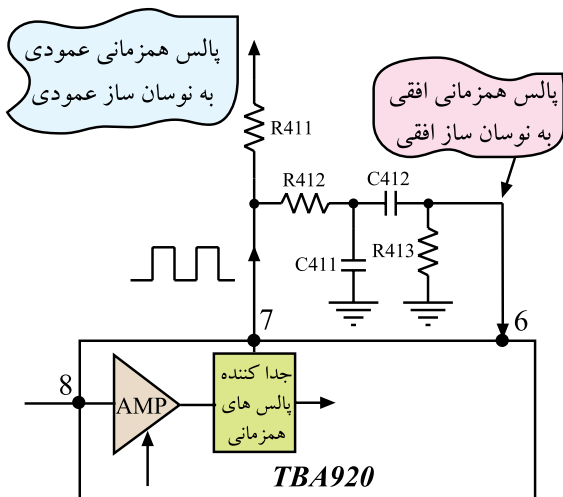 پالس همزمانی عمودی
به نوسان ساز عمودی
پالس همزمانی افقی
به نوسان ساز افقی
R411
R412
C412
C411
R413
7
6
8
AMP
جدا کننده
پالس های
همزمانی
TBA920